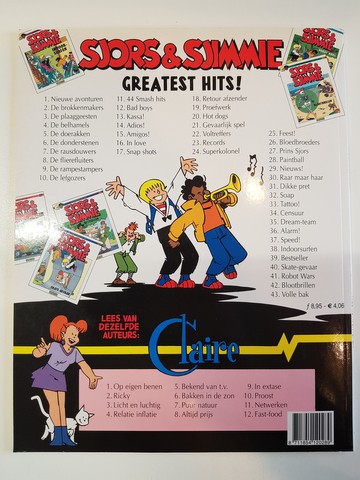 SJORS & SJIMMIE
GREATEST HITS!
1. Nieuwe avonturen
2. De brokkenmakers
3. De plaaggeesten
4. De belhamels
5. De doerakken
6. De donderstenen
7. De rausdouwers
8. De flierefluiters
9. De rampestampers
10. De lefgozers
11. 44 Smash hits
12. Bad boys
13. Kassa!
14. Adios!
15. Amigos!
16. In love
17. Snap shots
18. Retour afzender
19. Proefwerk
20. Hot dogs
21. Gevaarlijk spel
22. Voltreffers
23. Records
24. Superkolonel
25. Feest!
26. Bloedbroeders
27. Prins Sjors
28. Paintball
29. Nieuws!
30. Raar maar haar
31. Dikke pret
32. Soap
33. Tattoo!
34. Censuur
35. Dream-team
36. Alarm!
37. Speed!
38. Indoorsurfen
39. Bestseller
40. Skate-gevaar
41. Robot Wars
42. Blootbrillen
43. Volle bak
ƒ 8,95 - € 4,06
LEES VAN
DEZELFDE
AUTEURS:
Claire
1. Op eigen benen
2. Ricky
3. Licht en luchtig
4. Relatie inflatie
5. Bekend van t.v.
6. Bakken in de zon
7. Puur natuur
8. Altijd prijs
9. In extase
10. Proost
11. Netwerken
12. Fast-food